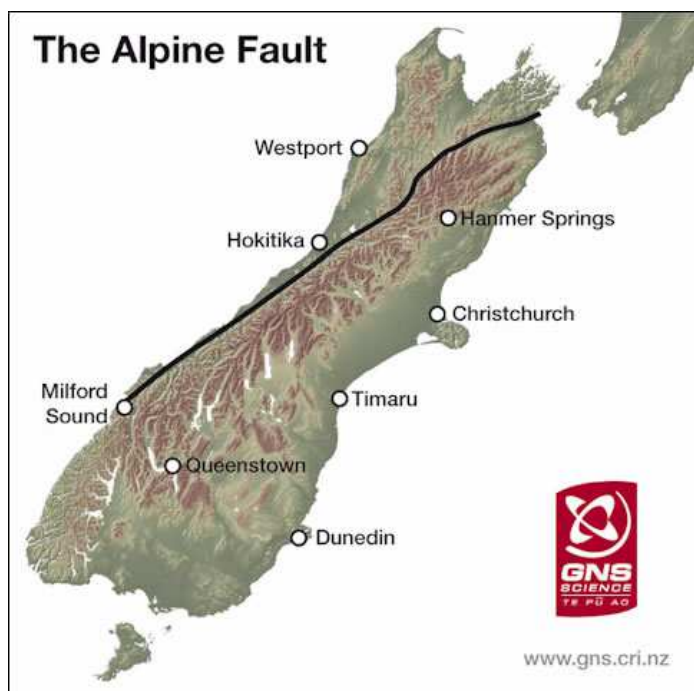 The Alpine Fault
Westport
Hanmer Springs
Hokitika
Christchurch
Milford
Sound
Timaru
Queenstown
Dunedin
GNS
SCIENCE
TE PŪ AO
www.gns.cri.nz